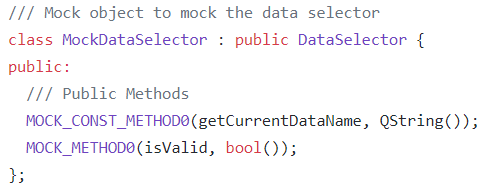 /// Mock object to mock the data selector
class MockDataSelector : public DataSelector {
public:
  /// Public Methods
  MOCK_CONST_METHOD0(getCurrentDataName, QString());
  MOCK_METHOD0(isValid, bool());
};